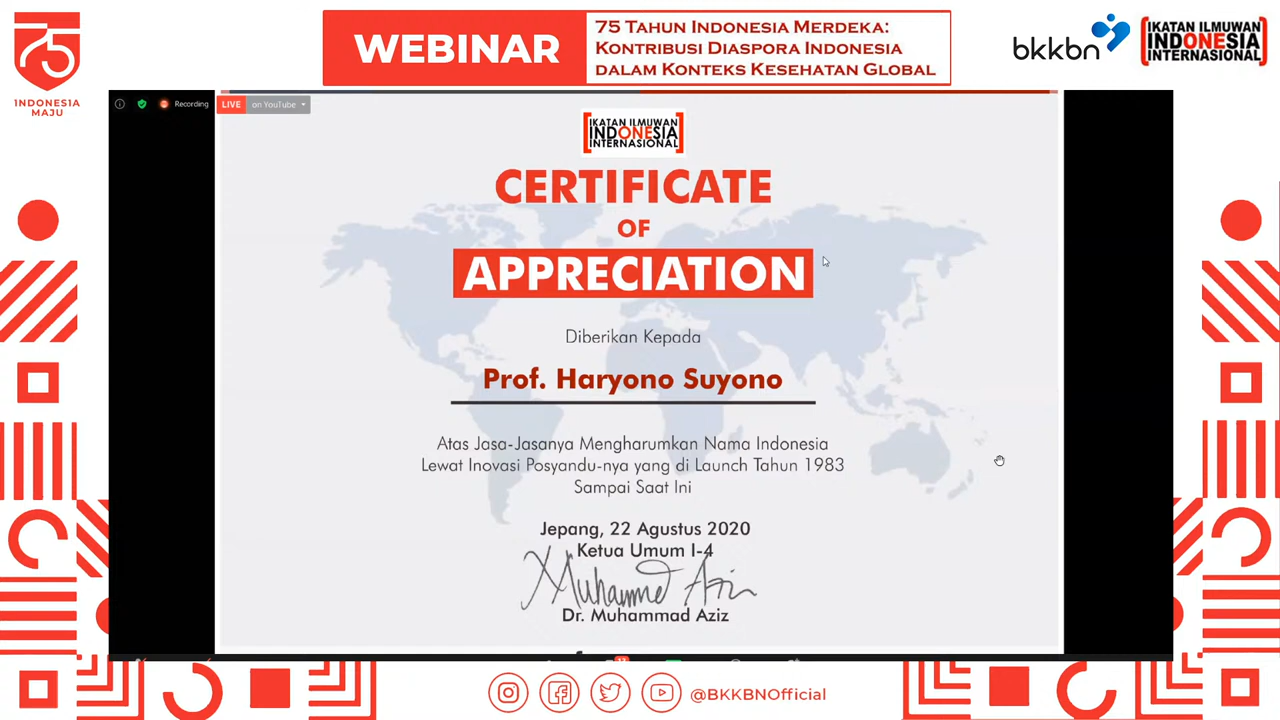 75
INDONESIA
MAJU
WEBINAR
75 TAHUN INDONESIA MERDEKA:
KONTRIBUSI DIASPORA INDONESIA
DALAM KONTEKS KESEHATAN GLOBAL
bkkbn
IKATAN ILMUWAN
INDONESIA
INTERNASIONAL
Recording
LIVE on YouTube
IKATAN ILMUWAN
INDONESIA
INTERNASIONAL
CERTIFICATE
OF
APPRECIATION
Diberikan Kepada
Prof. Haryono Suyono
Atas Jasa-Jasanya Mengharumkan Nama Indonesia
Lewat Inovasi Posyandu-nya yang di Launch Tahun 1983
Sampai Saat Ini
Jepang, 22 Agustus 2020
Ketua Umum I-4
Muhammad Aziz
Dr. Muhammad Aziz
@BKKBNOfficial